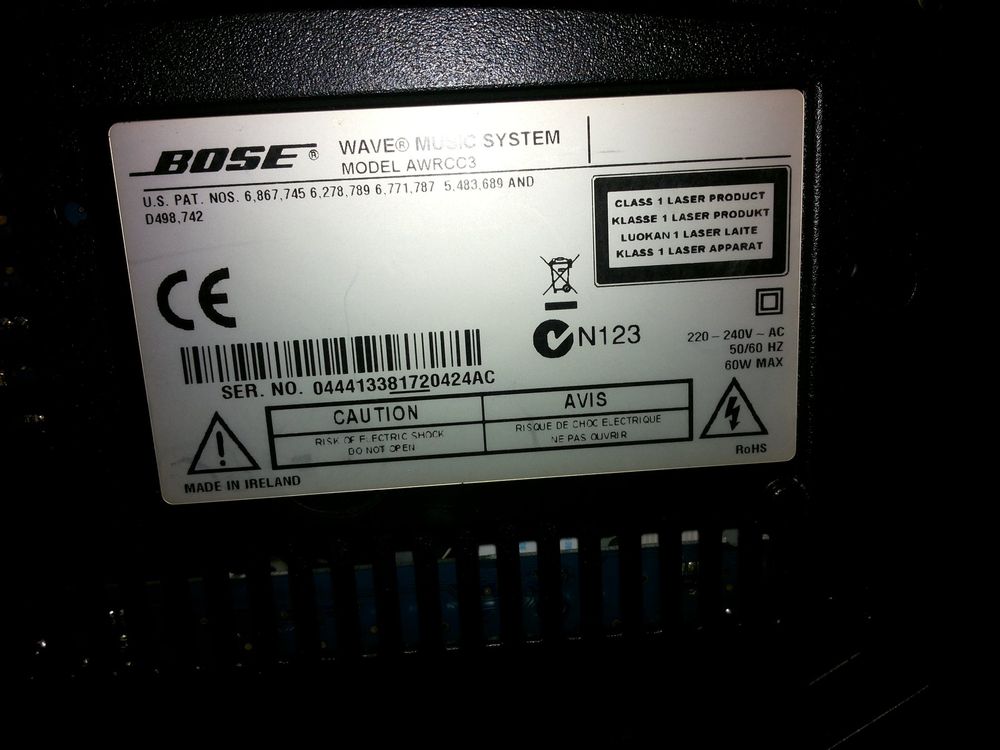 BOSE® WAVE® MUSIC SYSTEM
MODEL AWRCC3
U.S. PAT. NOS. 6,867,745 6,278,789 6,771,787 5,483,689 AND
D498,742
CLASS 1 LASER PRODUCT
KLASSE 1 LASER PRODUKT
LUOKAN 1 LASER LAITE
KLASS 1 LASER APPARAT
CE
N123
220 – 240V ~ AC
50/60 HZ
60W MAX
SER. NO. 044413381720424AC
CAUTION
RISK OF ELECTRIC SHOCK
DO NOT OPEN
AVIS
RISQUE DE CHOC ELECTRIQUE
NE PAS OUVRIR
RoHS
MADE IN IRELAND